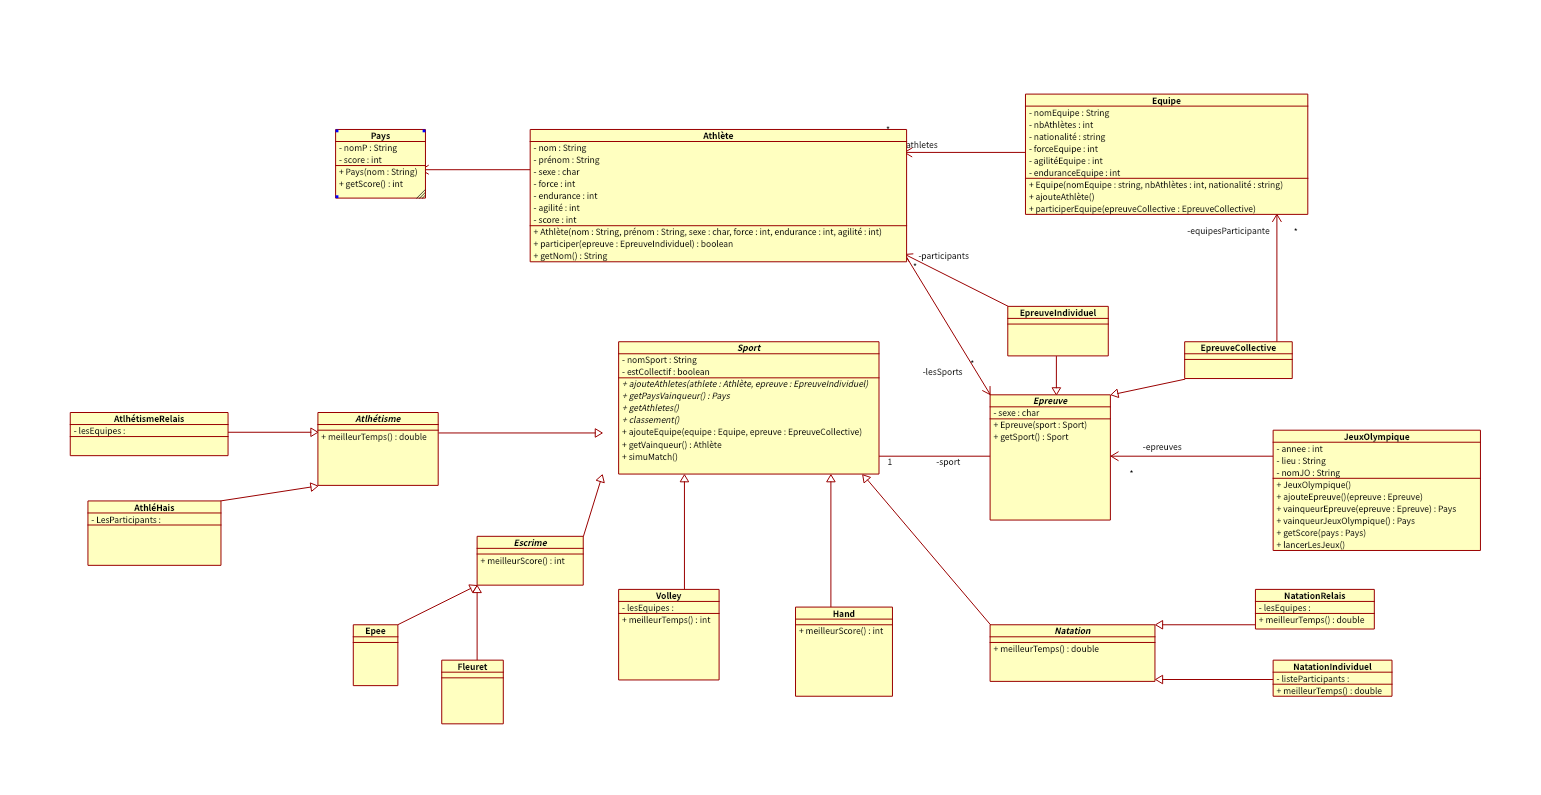 Pays
- nomP : String
- score : int
+ Pays(nom : String)
+ getScore() : int
Athlète
- nom : String
- prénom : String
- sexe : char
- force : int
- endurance : int
- agilité : int
- score : int
+ Athlète(nom : String, prénom : String, sexe : char, force : int, endurance : int, agilité : int)
+ participer(epreuve : EpreuveIndividuel) : boolean
+ getNom() : String
*
athletes
Equipe
- nomEquipe : String
- nbAthlètes : int
- nationalité : string
- forceEquipe : int
- agilitéEquipe : int
- enduranceEquipe : int
+ Equipe(nomEquipe : string, nbAthlètes : int, nationalité : string)
+ ajouteAthlète()
+ participerEquipe(epreuveCollective : EpreuveCollective)
-equipesParticipante
*
-participants
*
EpreuveIndividuel
EpreuveCollective
*
-lesSports
Sport
- nomSport : String
- estCollectif : boolean
+ ajouteAthletes(athlete : Athlète, epreuve : EpreuveIndividuel)
+ getPaysVainqueur() : Pays
+ getAthletes()
+ classement()
+ ajouteEquipe(equipe : Equipe, epreuve : EpreuveCollective)
+ getVainqueur() : Athlète
+ simuMatch()
1
-sport
Epreuve
- sexe : char
+ Epreuve(sport : Sport)
+ getSport() : Sport
-epreuves
*
JeuxOlympique
- annee : int
- lieu : String
- nomJO : String
+ JeuxOlympique()
+ ajouteEpreuve()(epreuve : Epreuve)
+ vainqueurEpreuve(epreuve : Epreuve) : Pays
+ vainqueurJeuxOlympique() : Pays
+ getScore(pays : Pays)
+ lancerLesJeux()
AtlhétismeRelais
- lesEquipes :
Atlhétisme
+ meilleurTemps() : double
AthléHais
- LesParticipants :
Escrime
+ meilleurScore() : int
Epee
Fleuret
Volley
- lesEquipes :
+ meilleurTemps() : int
Hand
+ meilleurScore() : int
Natation
+ meilleurTemps() : double
NatationRelais
- lesEquipes :
+ meilleurTemps() : double
NatationIndividuel
- listeParticipants :
+ meilleurTemps() : double